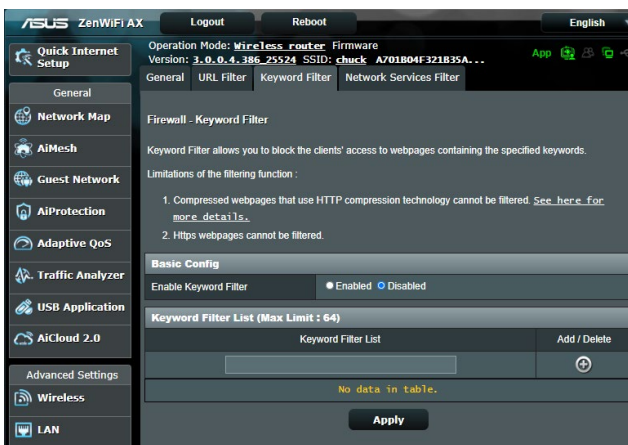 ASUS ZenWiFi AX Logout Reboot English
Quick Internet Setup
Operation Mode: Wireless router Firmware
Version: 3.0.0.4.386_25524 SSID: chuck A701B04F321B35A...
App
General URL Filter Keyword Filter Network Services Filter
General
Network Map
AiMesh
Guest Network
AiProtection
Adaptive QoS
Traffic Analyzer
USB Application
AiCloud 2.0
Advanced Settings
Wireless
LAN
Firewall - Keyword Filter
Keyword Filter allows you to block the clients' access to webpages containing the specified keywords.
Limitations of the filtering function :
1. Compressed webpages that use HTTP compression technology cannot be filtered. See here for
more details.
2. Https webpages cannot be filtered.
Basic Config
Enable Keyword Filter Enabled Disabled
Keyword Filter List (Max Limit : 64)
Keyword Filter List Add / Delete
No data in table.
Apply